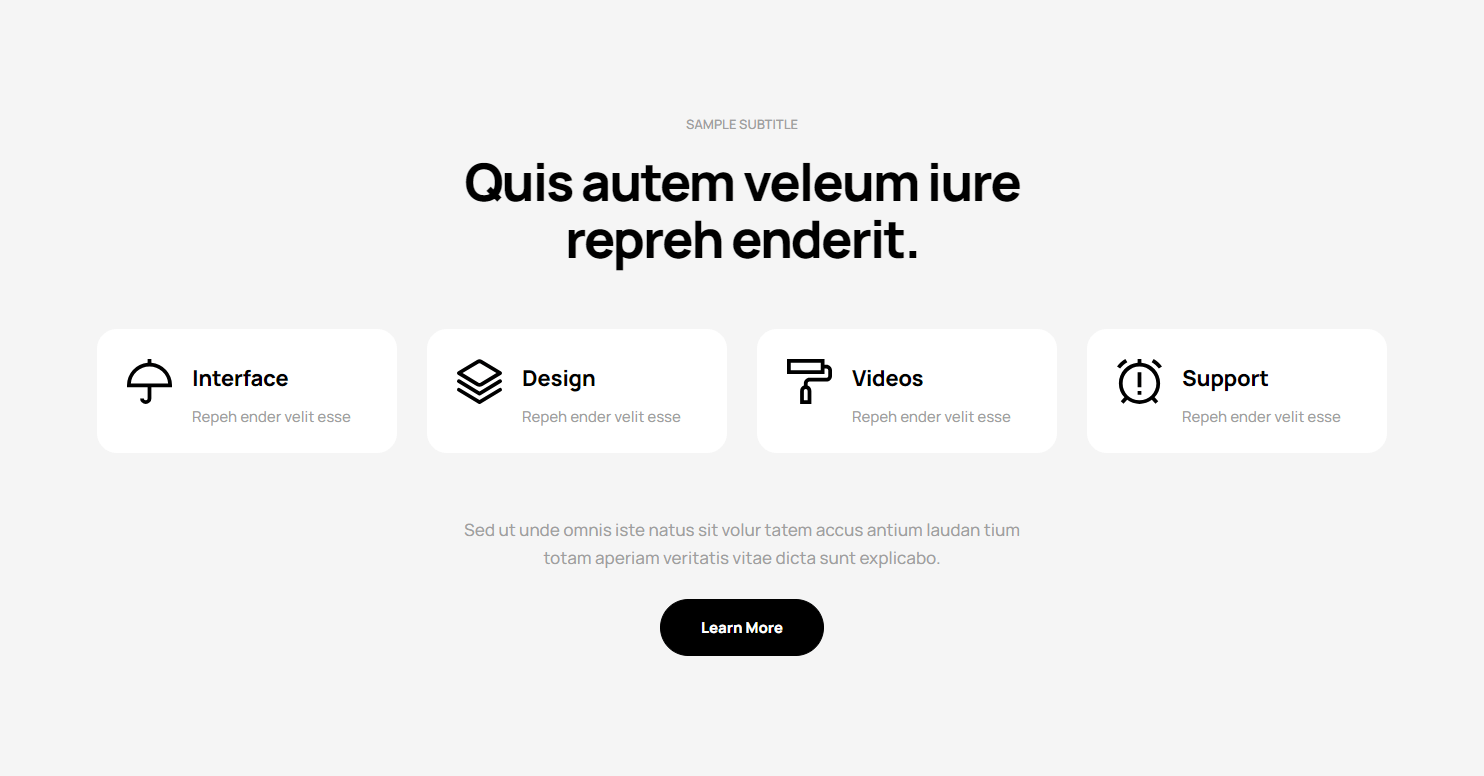 SAMPLE SUBTITLE
Quis autem veleum iure
repreh enderit.
Interface
Repeh ender velit esse
Design
Repeh ender velit esse
Videos
Repeh ender velit esse
Support
Repeh ender velit esse
Sed ut unde omnis iste natus sit volur tatem accus antium laudan tium
totam aperiam veritatis vitae dicta sunt explicabo.
Learn More